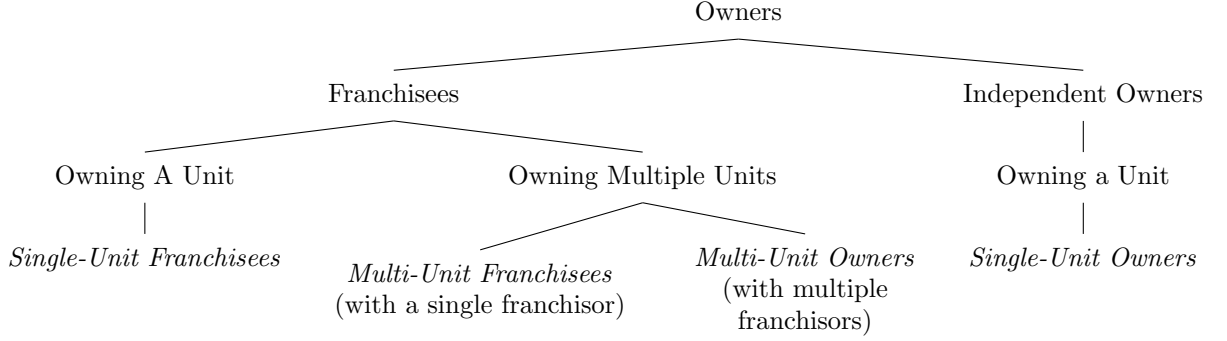 Owners
Franchisees
Independent Owners
Owning A Unit
Owning Multiple Units
Owning a Unit
Single-Unit Franchisees
Multi-Unit Franchisees
(with a single franchisor)
Multi-Unit Owners
(with multiple
franchisors)
Single-Unit Owners